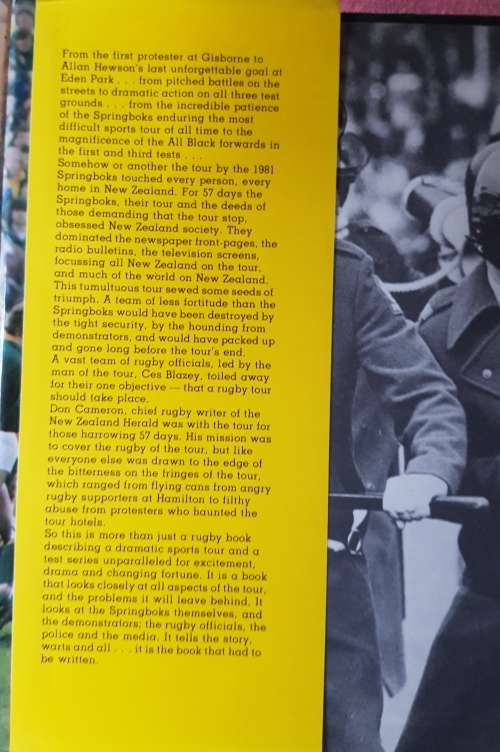 From the first protester at Gisborne to
Allan Hewson's last unforgettable goal at
Eden Park . . . from pitched battles on the
streets to dramatic action on all three test
grounds . . . from the incredible patience
of the Springboks enduring the most
difficult sports tour of all time to the
magnificence of the All Black forwards in
the first and third tests . . .
Somehow or another the tour by the 1981
Springboks touched every person, every
home in New Zealand. For 57 days the
Springboks, their tour and the deeds of
those demanding that the tour stop,
obsessed New Zealand society. They
dominated the newspaper front-pages, the
radio bulletins, the television screens,
focussing all New Zealand on the tour,
and much of the world on New Zealand.
This tumultuous tour sewed some seeds of
triumph. A team of less fortitude than the
Springboks would have been destroyed by
the tight security, by the hounding from
demonstrators, and would have packed up
and gone long before the tour's end.
A vast team of rugby officials, led by the
man of the tour, Ces Blazey, toiled away
for their one objective — that a rugby tour
should take place.
Don Cameron, chief rugby writer of the
New Zealand Herald was with the tour for
those harrowing 57 days. His mission was
to cover the rugby of the tour, but like
everyone else was drawn to the edge of
the bitterness on the fringes of the tour,
which ranged from flying cans from angry
rugby supporters at Hamilton to filthy
abuse from protesters who haunted the
tour hotels.
So this is more than just a rugby book
describing a dramatic sports tour and a
test series unparalleled for excitement,
drama and changing fortune. It is a book
that looks closely at all aspects of the tour,
and the problems it will leave behind. It
looks at the Springboks themselves, and
the demonstrators; the rugby officials, the
police and the media. It tells the story,
warts and all . . . it is the book that had to
be written.